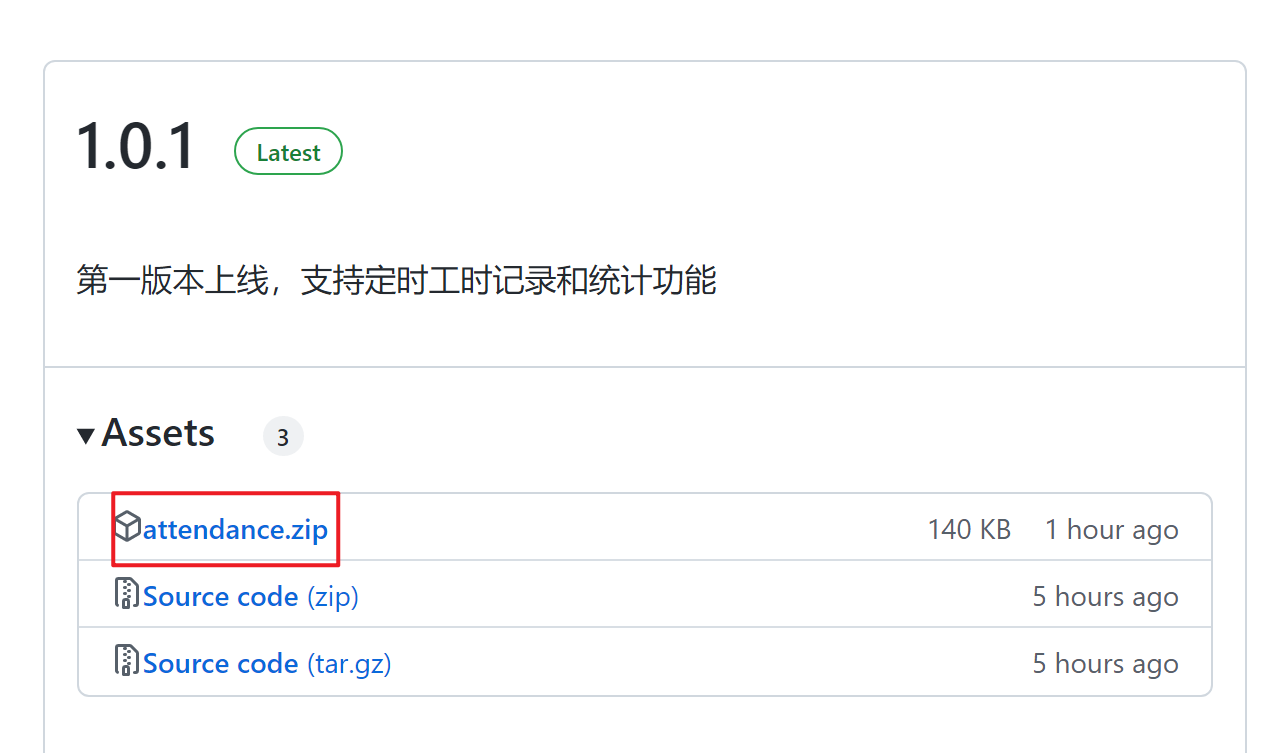 1.0.1 Latest
第一版本上线，支持定时工时记录和统计功能
Assets 3
attendance.zip 140 KB 1 hour ago
Source code (zip) 5 hours ago
Source code (tar.gz) 5 hours ago